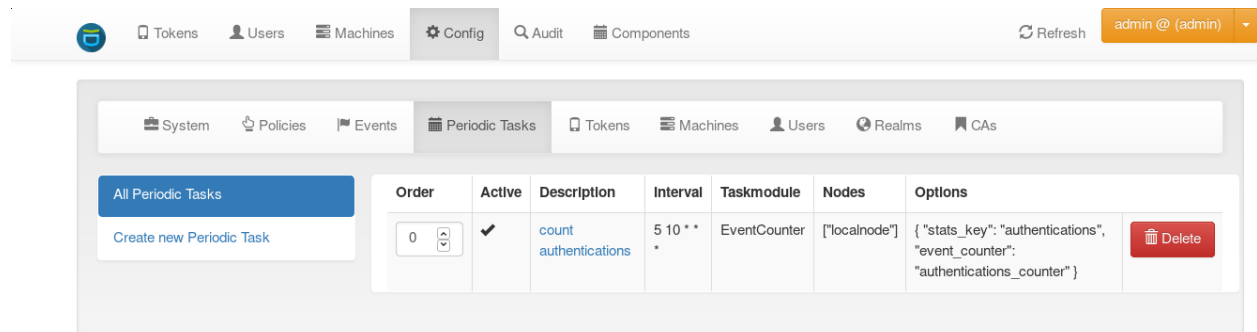 Tokens Users Machines Config Audit Components Refresh admin @ (admin)
System Policies Events Periodic Tasks Tokens Machines Users Realms CAs
All Periodic Tasks
Create new Periodic Task
Order Active Description Interval Taskmodule Nodes Options
0 count 5 10 * * EventCounter ["localnode"] { "stats_key": "authentications", Delete
authentications * "event_counter":
"authentications_counter" }